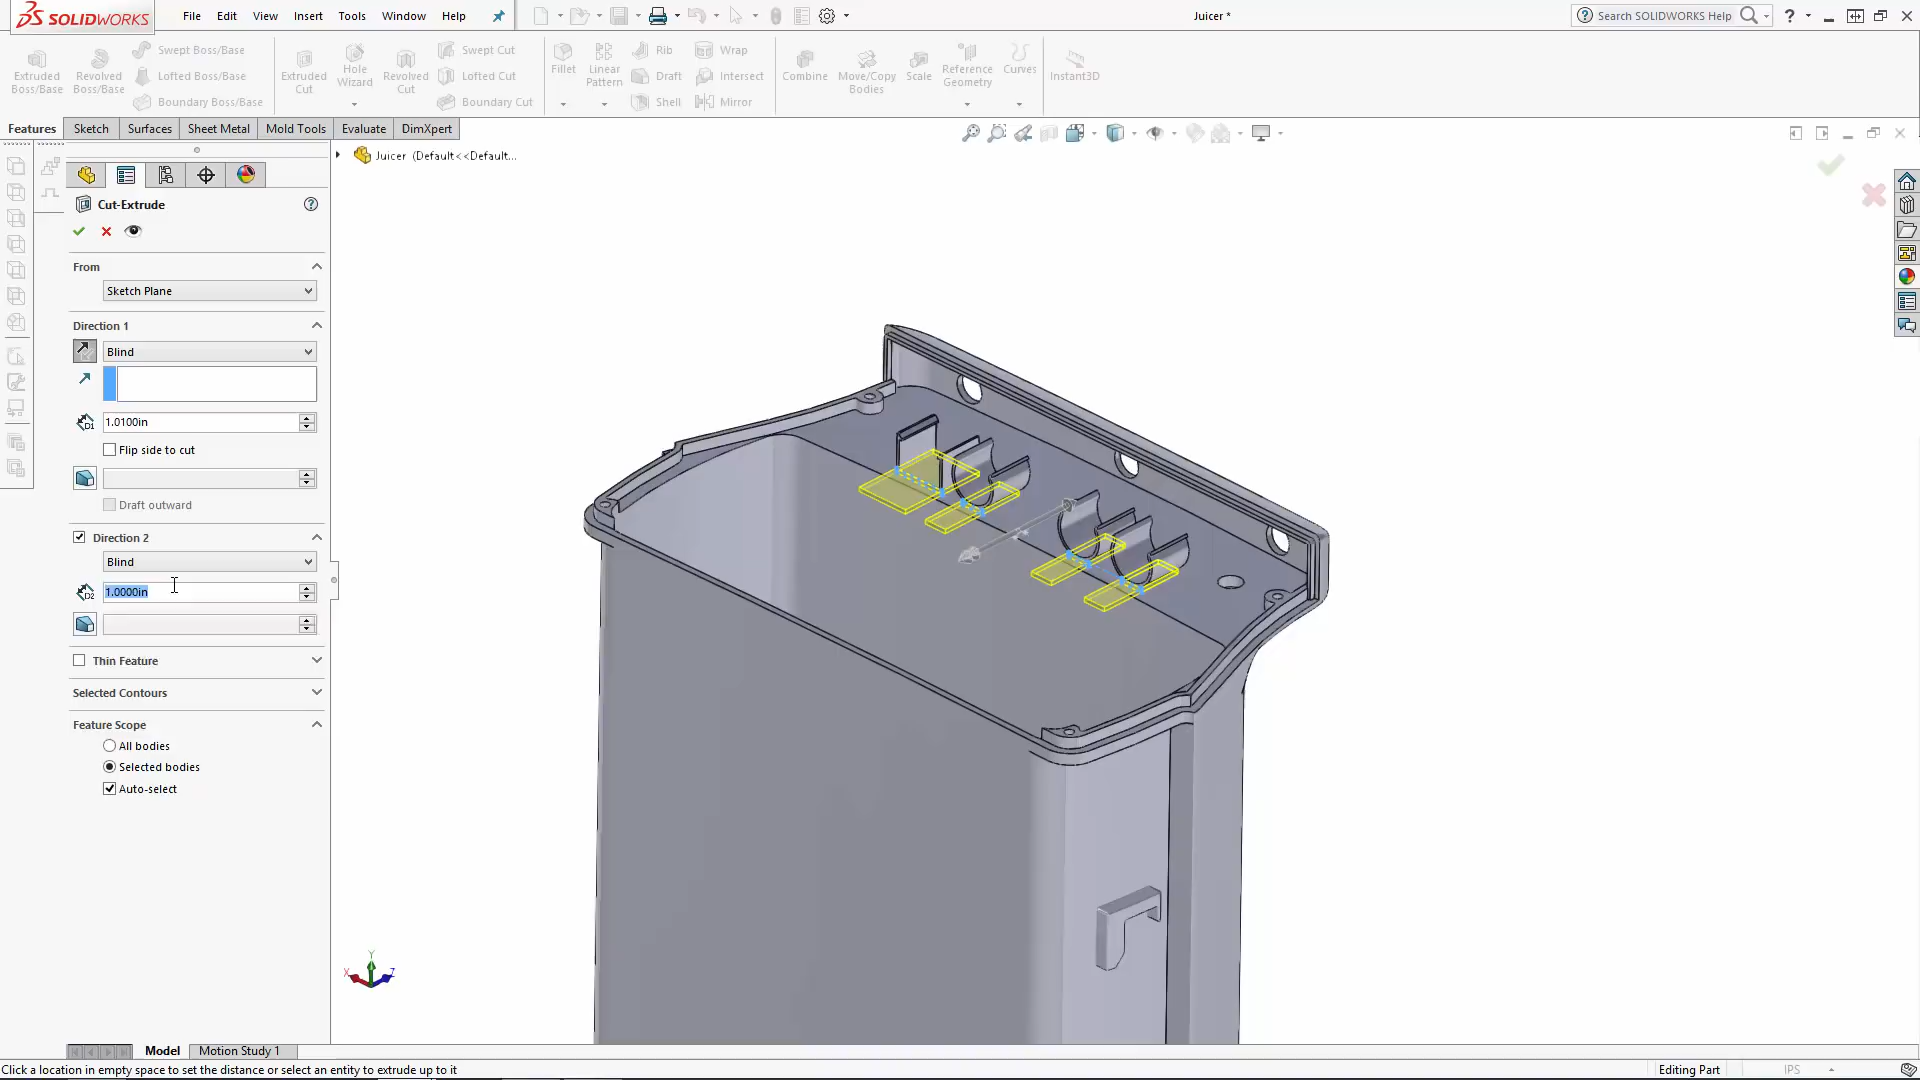 SOLIDWORKS
File Edit View Insert Tools Window Help
Juicer *
Search SOLIDWORKS Help
Extruded Boss/Base
Revolved Boss/Base
Swept Boss/Base
Lofted Boss/Base
Boundary Boss/Base
Extruded Cut
Hole Wizard
Revolved Cut
Swept Cut
Lofted Cut
Boundary Cut
Fillet
Linear Pattern
Rib
Draft
Shell
Wrap
Intersect
Mirror
Combine
Move/Copy Bodies
Scale
Reference Geometry
Curves
Instant3D
Features Sketch Surfaces Sheet Metal Mold Tools Evaluate DimXpert
Juicer (Default<<Default...
Cut-Extrude
From
Sketch Plane
Direction 1
Blind
D1 1.0100in
Flip side to cut
Draft outward
Direction 2
Blind
D2 1.0000in
Thin Feature
Selected Contours
Feature Scope
All bodies
Selected bodies
Auto-select
Y
X Z
Model Motion Study 1
Click a location in empty space to set the distance or select an entity to extrude up to it
Editing Part IPS